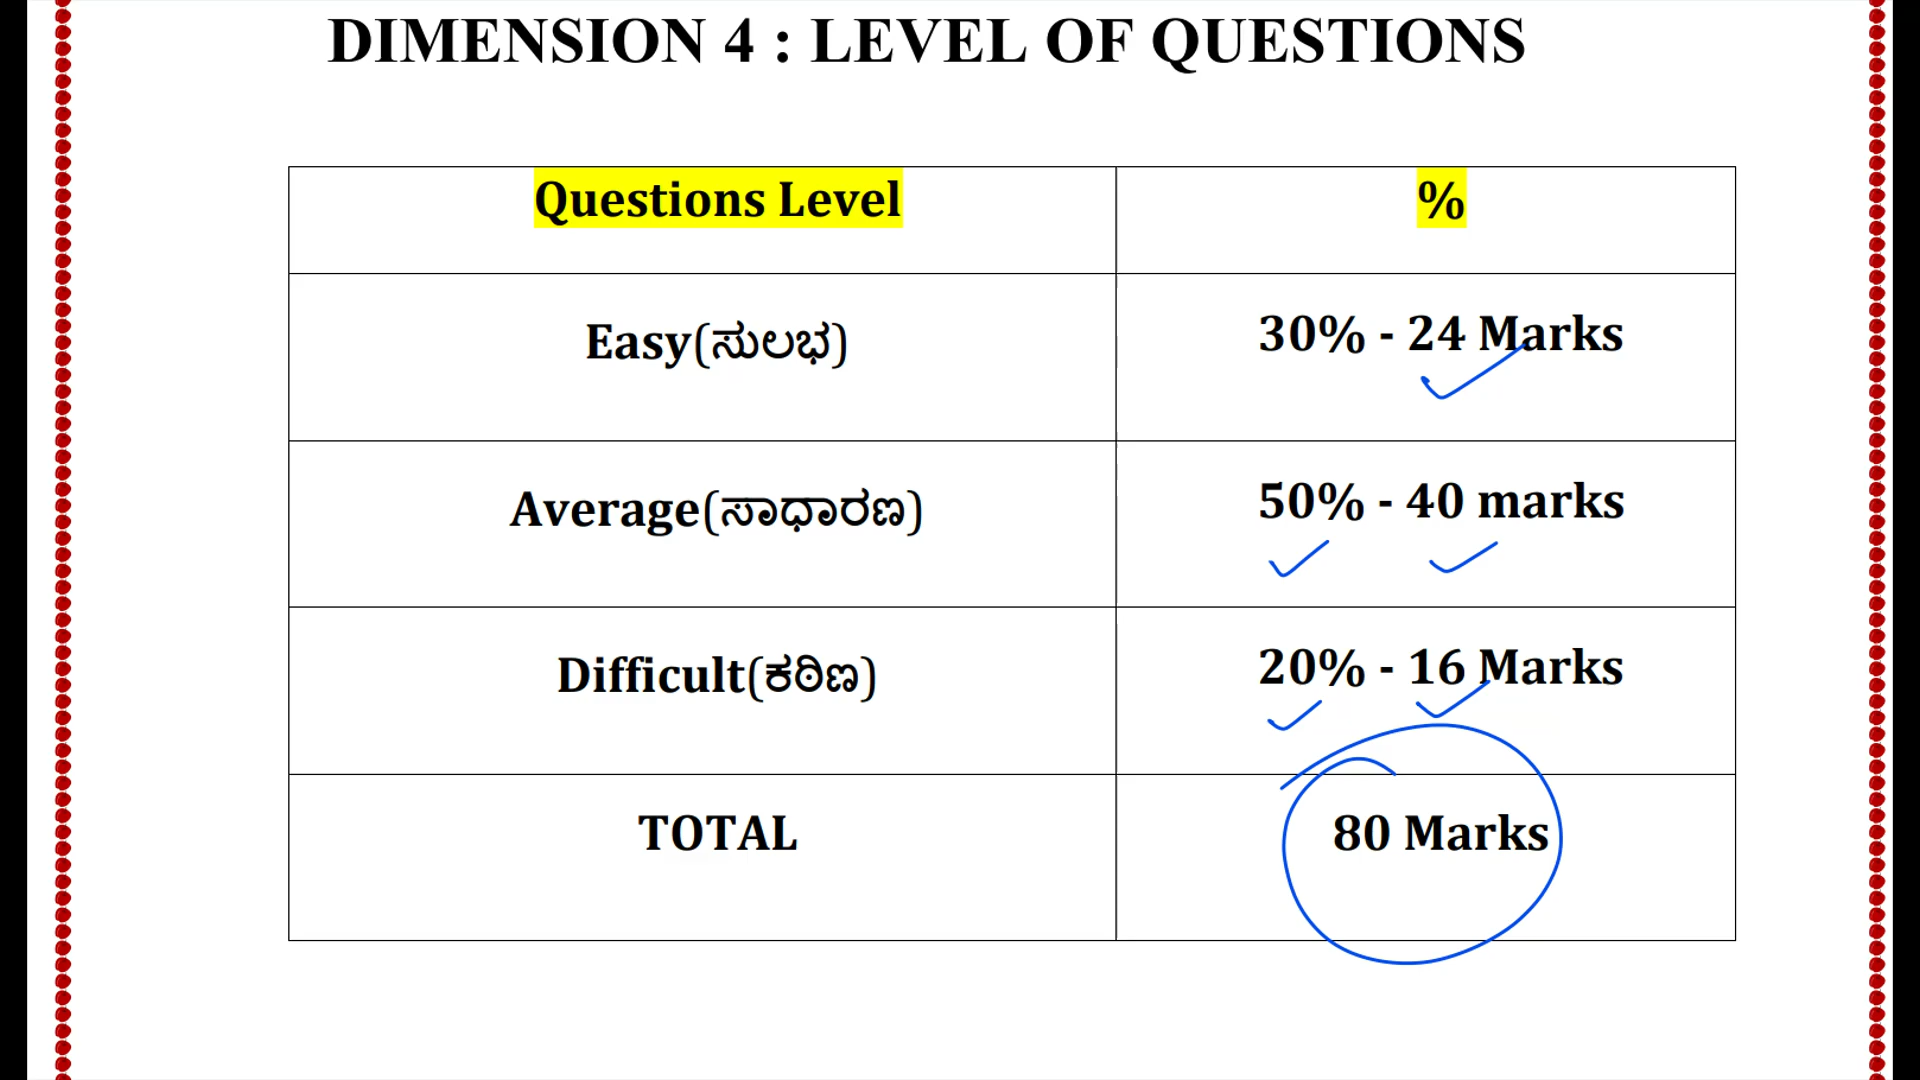 DIMENSION 4 : LEVEL OF QUESTIONS
Questions Level %
Easy(ಸುಲಭ) 30% - 24 Marks
Average(ಸಾಧಾರಣ) 50% - 40 marks
Difficult(ಕಠಿಣ) 20% - 16 Marks
TOTAL 80 Marks